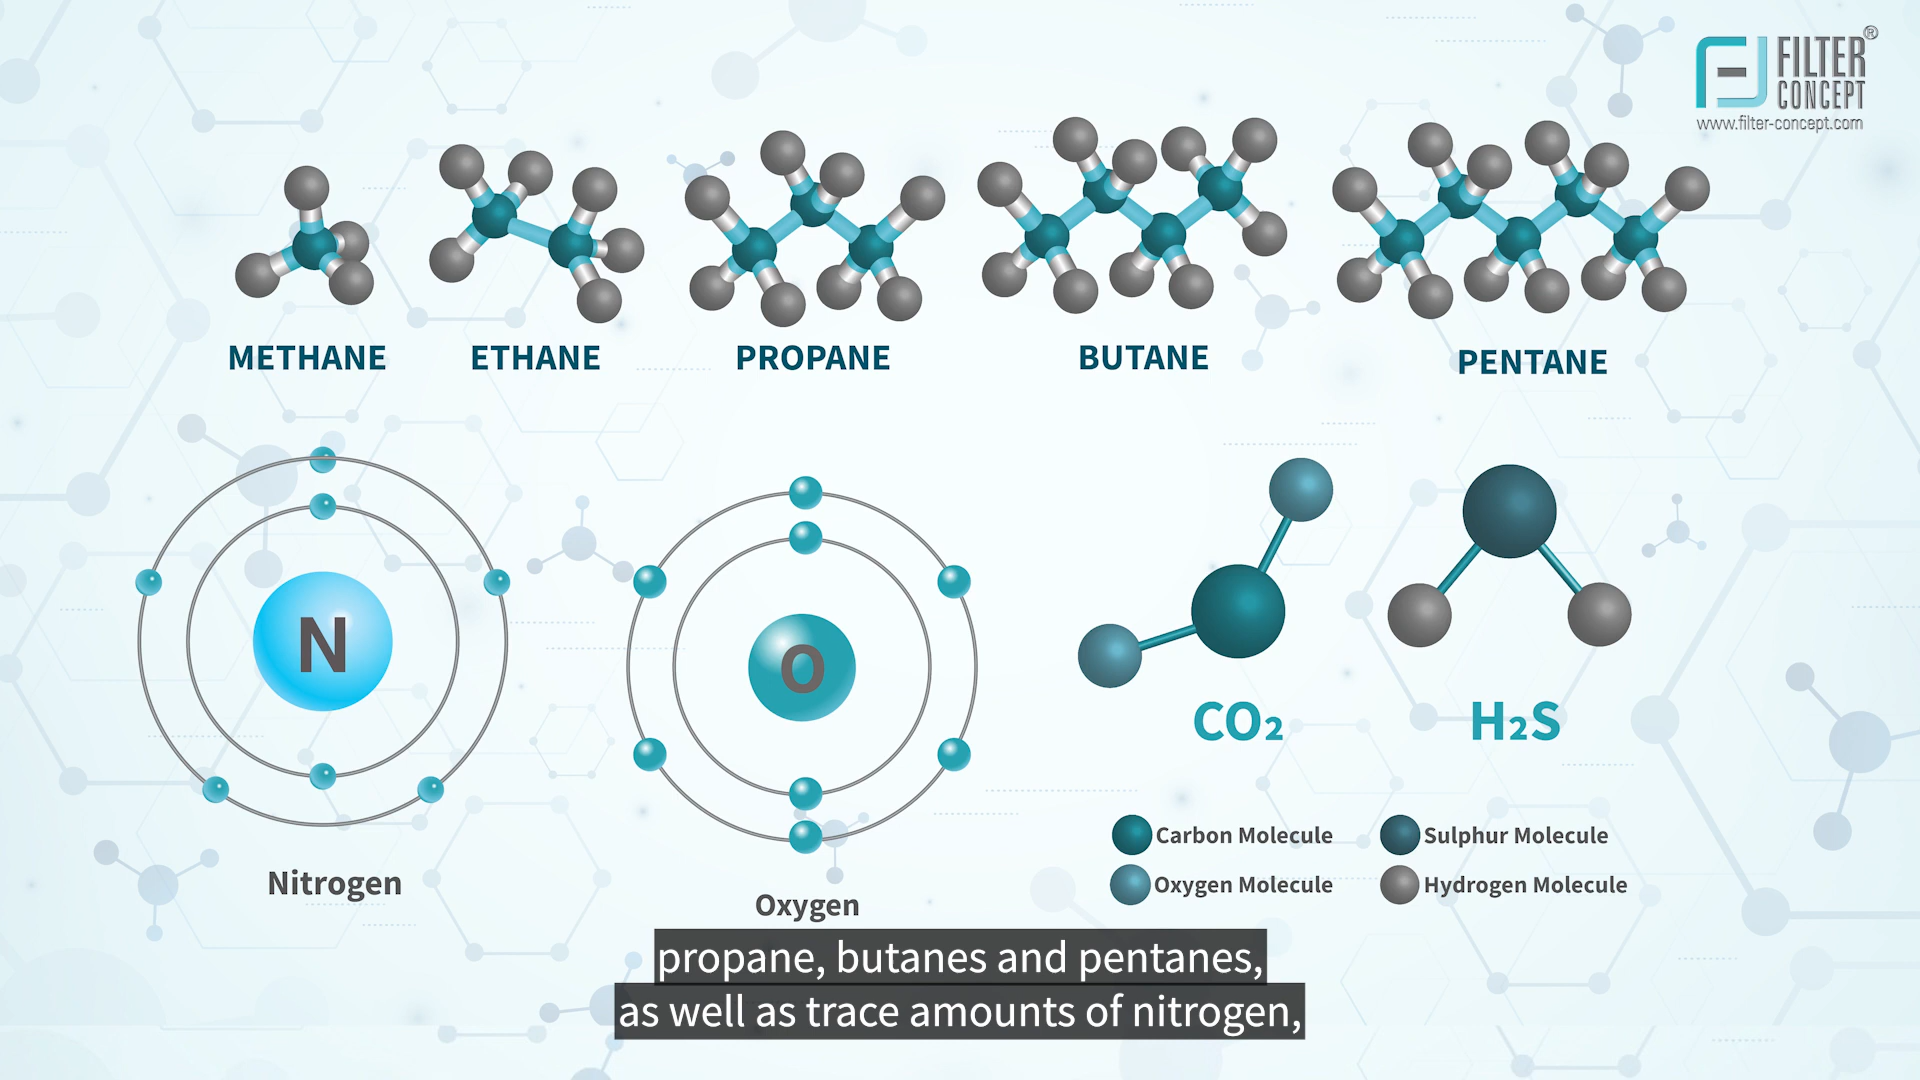 FILTER®
CONCEPT
www.filter-concept.com
METHANE
ETHANE
PROPANE
BUTANE
PENTANE
N
O
CO₂
H₂S
Carbon Molecule
Sulphur Molecule
Oxygen Molecule
Hydrogen Molecule
Nitrogen
Oxygen
propane, butanes and pentanes,
as well as trace amounts of nitrogen,